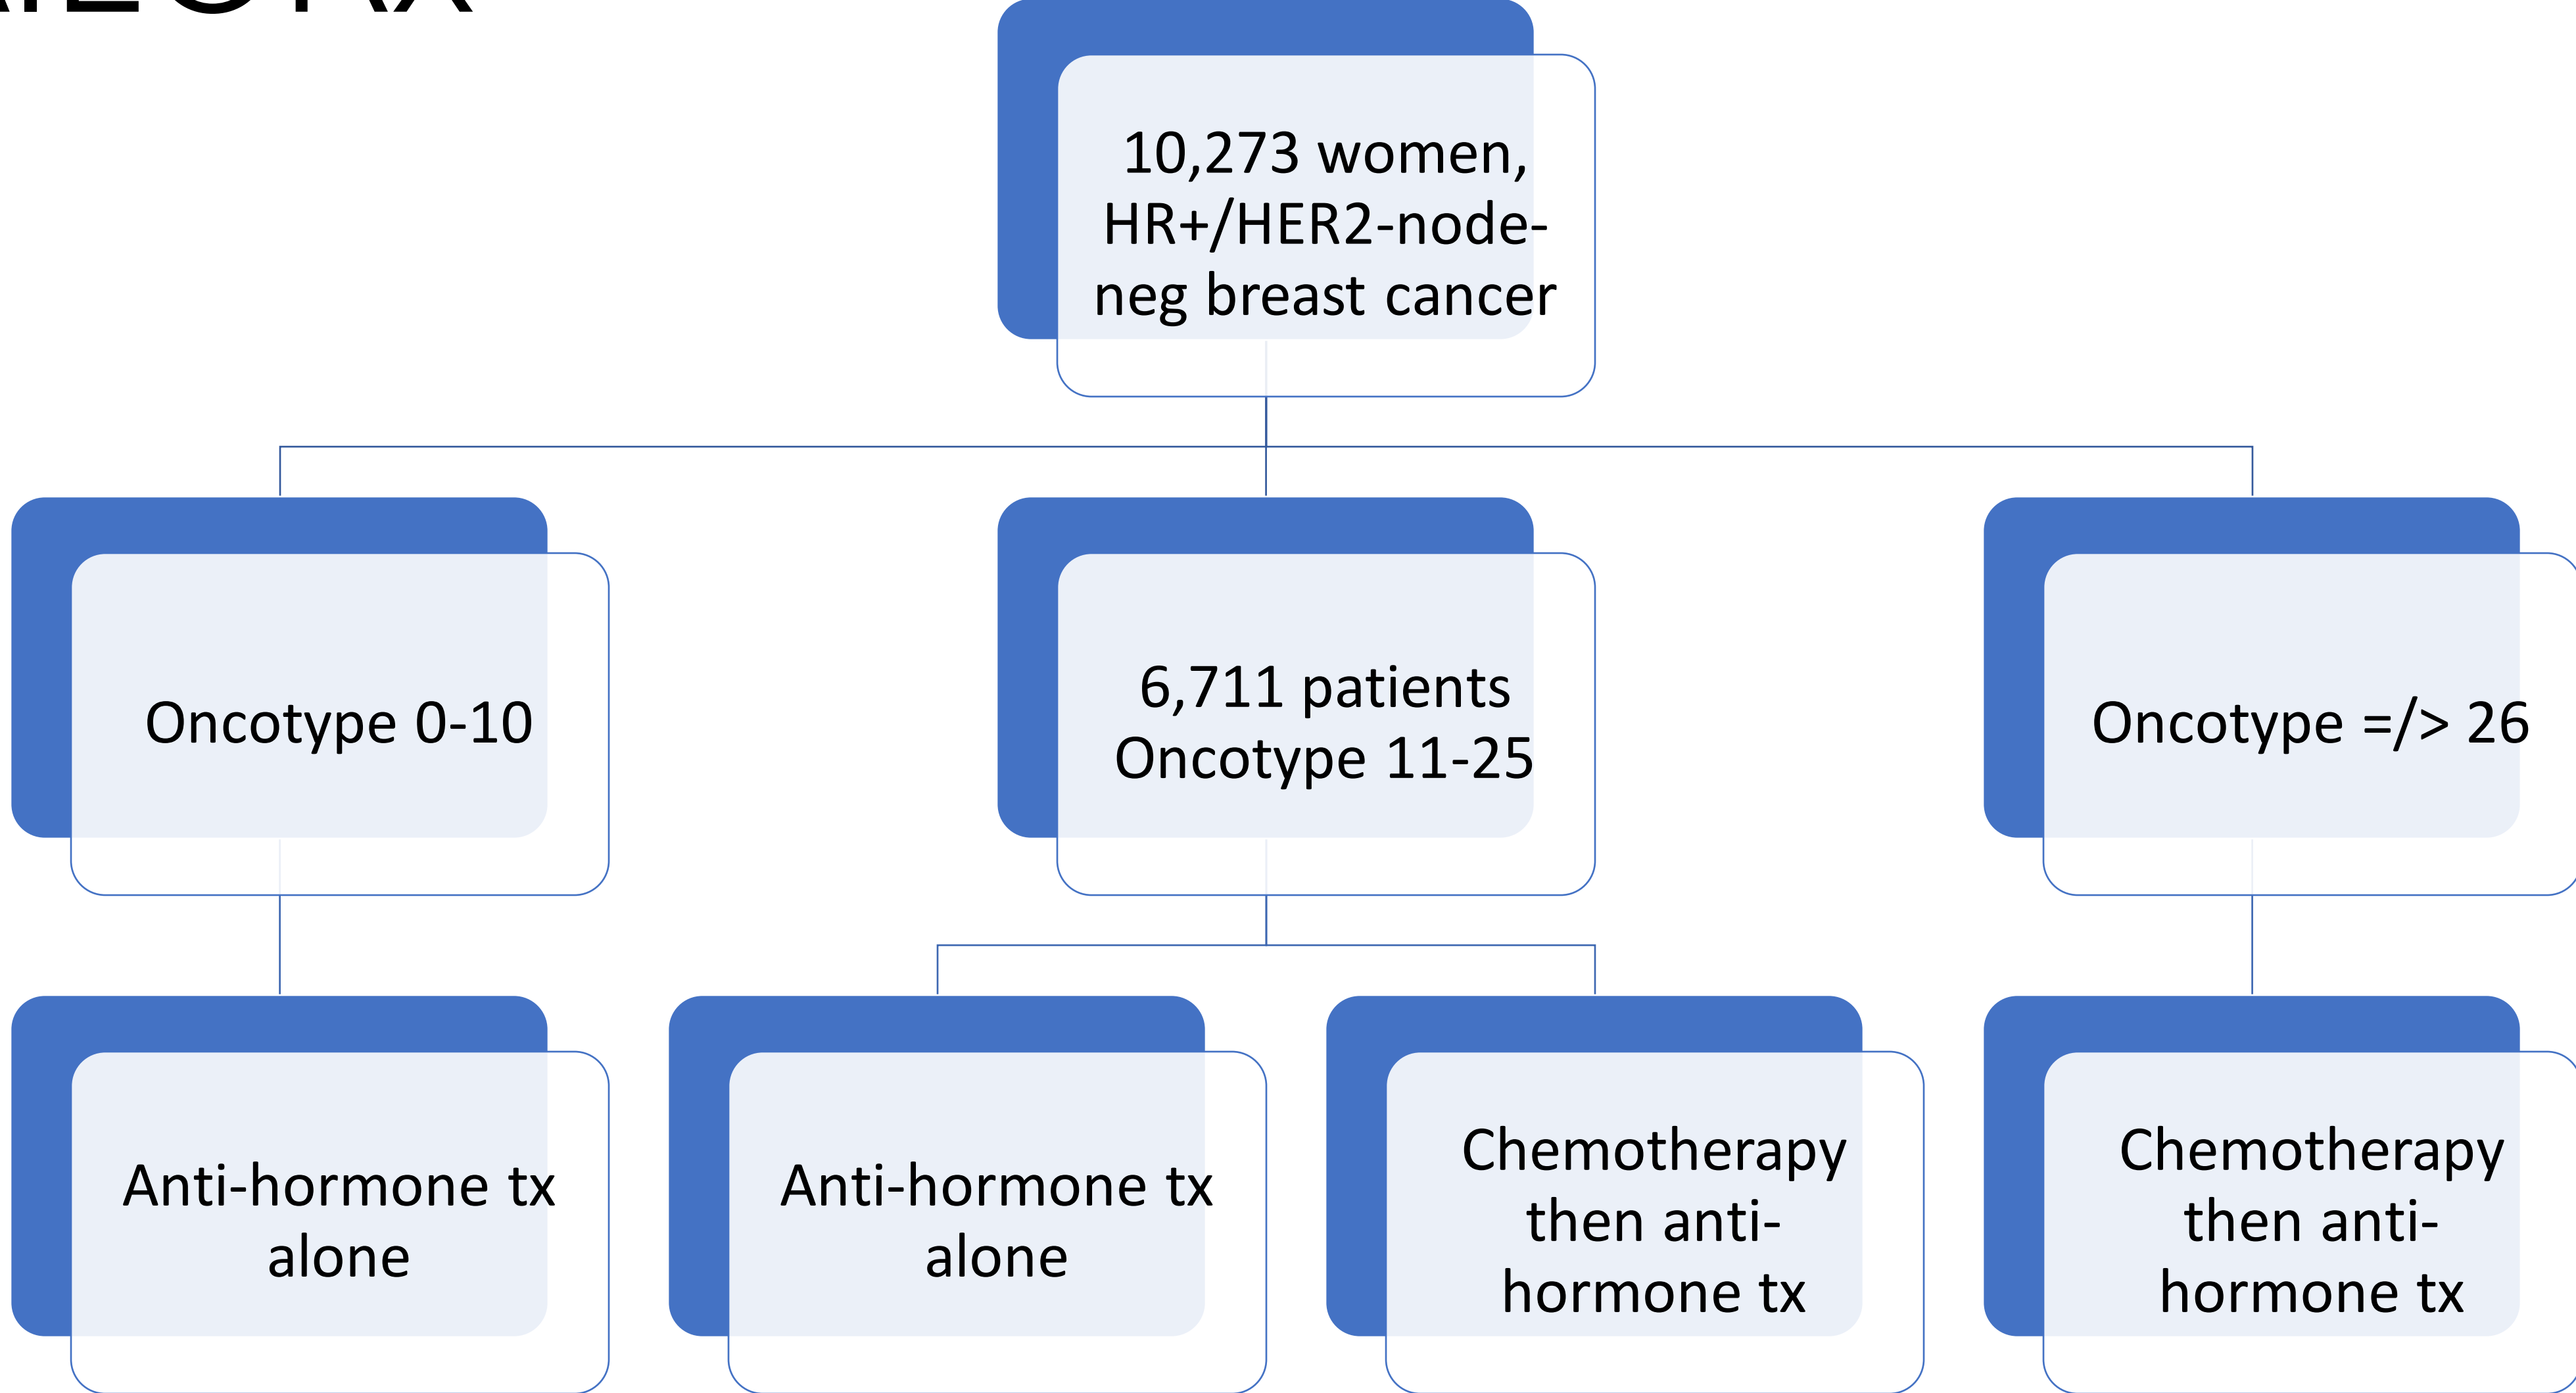 10,273 women,
HR+/HER2-node-
neg breast cancer
Oncotype 0-10
6,711 patients
Oncotype 11-25
Oncotype =/> 26
Anti-hormone tx
alone
Anti-hormone tx
alone
Chemotherapy
then anti-
hormone tx
Chemotherapy
then anti-
hormone tx